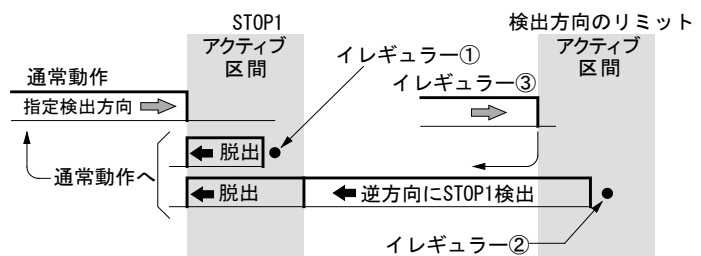 STOP1
検出方向のリミット
アクティブ
区間
アクティブ
区間
イレギュラー①
通常動作
イレギュラー③
指定検出方向
脱出
通常動作へ
脱出
逆方向にSTOP1検出
イレギュラー②